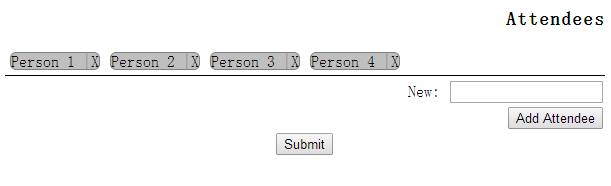 Attendees
Person 1 X Person 2 X Person 3 X Person 4 X
New:
Add Attendee
Submit